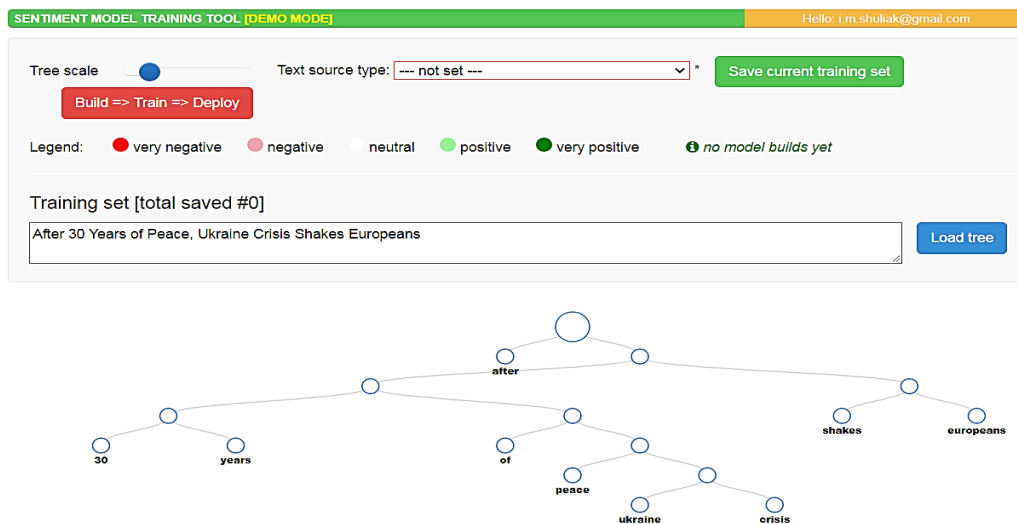 SENTIMENT MODEL TRAINING TOOL [DEMO MODE] Hello: i.m.shuliak@gmail.com
Tree scale Text source type: --- not set --- * Save current training set
Build => Train => Deploy
Legend: very negative negative neutral positive very positive no model builds yet
Training set [total saved #0]
After 30 Years of Peace, Ukraine Crisis Shakes Europeans Load tree
after
shakes europeans
30 years of
peace
ukraine crisis